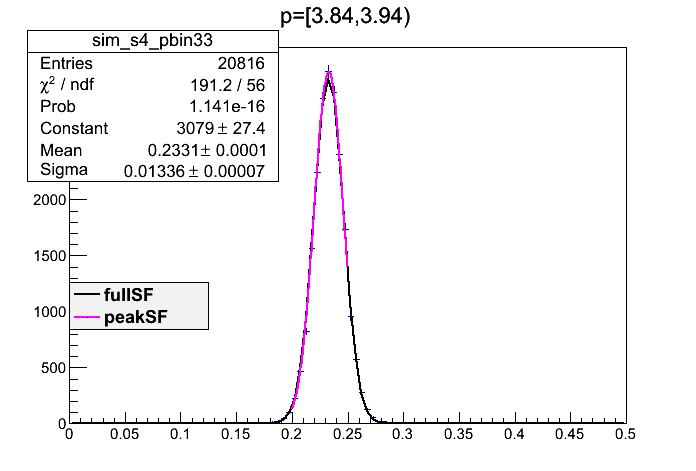 p=[3.84,3.94)
sim_s4_pbin33
Entries 20816
χ² / ndf 191.2 / 56
Prob 1.141e-16
Constant 3079 ± 27.4
Mean 0.2331 ± 0.0001
Sigma 0.01336 ± 0.00007
2000
1500
1000
500
0
fullSF
peakSF
0 0.05 0.1 0.15 0.2 0.25 0.3 0.35 0.4 0.45 0.5